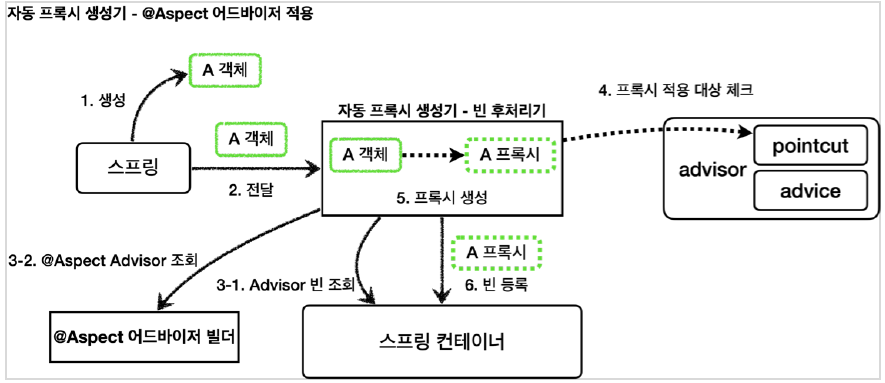 자동 프록시 생성기 - @Aspect 어드바이저 적용
A 객체
1. 생성
스프링
A 객체
2. 전달
자동 프록시 생성기 - 빈 후처리기
A 객체
A 프록시
5. 프록시 생성
4. 프록시 적용 대상 체크
advisor
pointcut
advice
3-2. @Aspect Advisor 조회
3-1. Advisor 빈 조회
A 프록시
6. 빈 등록
@Aspect 어드바이저 빌더
스프링 컨테이너